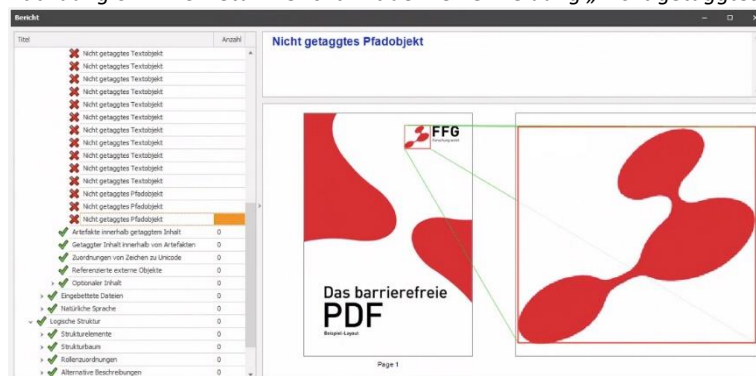 Bericht
Titel Anzahl
Nicht getaggtes Textobjekt
Nicht getaggtes Textobjekt
Nicht getaggtes Textobjekt
Nicht getaggtes Textobjekt
Nicht getaggtes Textobjekt
Nicht getaggtes Textobjekt
Nicht getaggtes Textobjekt
Nicht getaggtes Textobjekt
Nicht getaggtes Textobjekt
Nicht getaggtes Textobjekt
Nicht getaggtes Textobjekt
Nicht getaggtes Pfadobjekt
Nicht getaggtes Pfadobjekt
Nicht getaggtes Pfadobjekt
Artefakte innerhalb getaggtem Inhalt 0
Getaggter Inhalt innerhalb von Artefakten 0
Zuordnungen von Zeichen zu Unicode 0
Referenzierte externe Objekte 0
Optionaler Inhalt 0
Eingebettete Dateien 0
Natürliche Sprache 0
Logische Struktur 0
Strukturelemente 0
Strukturbaum 0
Rollenzuordnungen 0
Alternative Beschreibungen 0
Nicht getaggtes Pfadobjekt
FFG
Forschung wirkt.
Das barrierefreie
PDF
Beispiel-Layout
Page 1